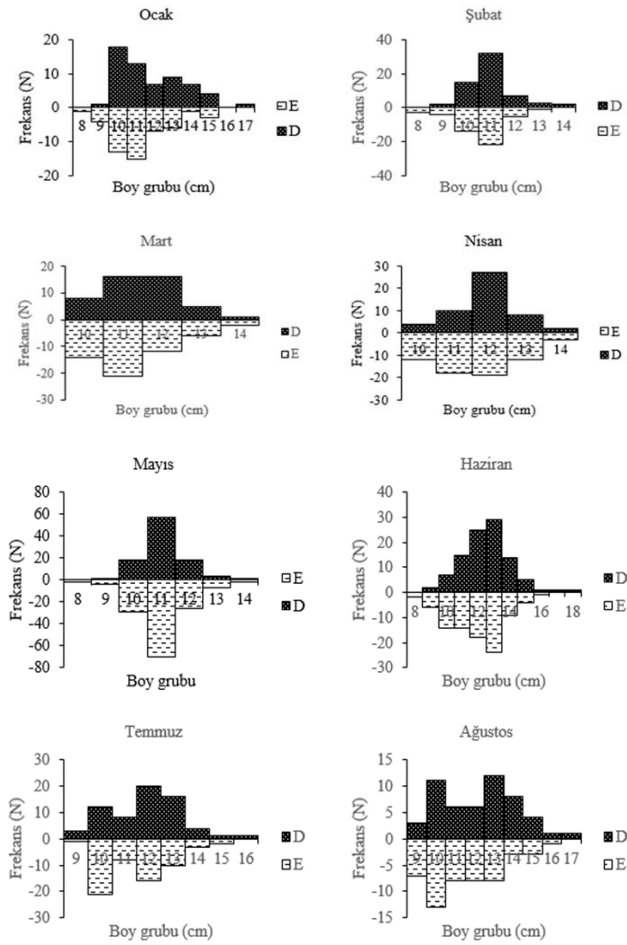 Ocak
Frekans (N)
20
10
0
-10
-20
8 9 10 11 12 13 14 15 16 17
E
D
Boy grubu (cm)
Şubat
Frekans (N)
40
20
0
-20
-40
8 9 10 11 12 13 14
D
E
Boy grubu (cm)
Mart
Frekans (N)
20
10
0
-10
-20
-30
10 11 12 13 14
D
E
Boy grubu (cm)
Nisan
Frekans (N)
30
20
10
0
-10
-20
-30
10 11 12 13 14
E
D
Boy grubu (cm)
Mayıs
Frekans (N)
80
60
40
20
0
-20
-40
-60
-80
8 9 10 11 12 13 14
E
D
Boy grubu
Haziran
Frekans (N)
40
30
20
10
0
-10
-20
-30
8 10 12 14 16 18
D
E
Boy grubu (cm)
Temmuz
Frekans (N)
30
20
10
0
-10
-20
-30
9 10 11 12 13 14 15 16
D
E
Boy grubu (cm)
Ağustos
Frekans (N)
15
10
5
0
-5
-10
-15
9 10 11 12 13 14 15 16 17
D
E
Boy grubu (cm)